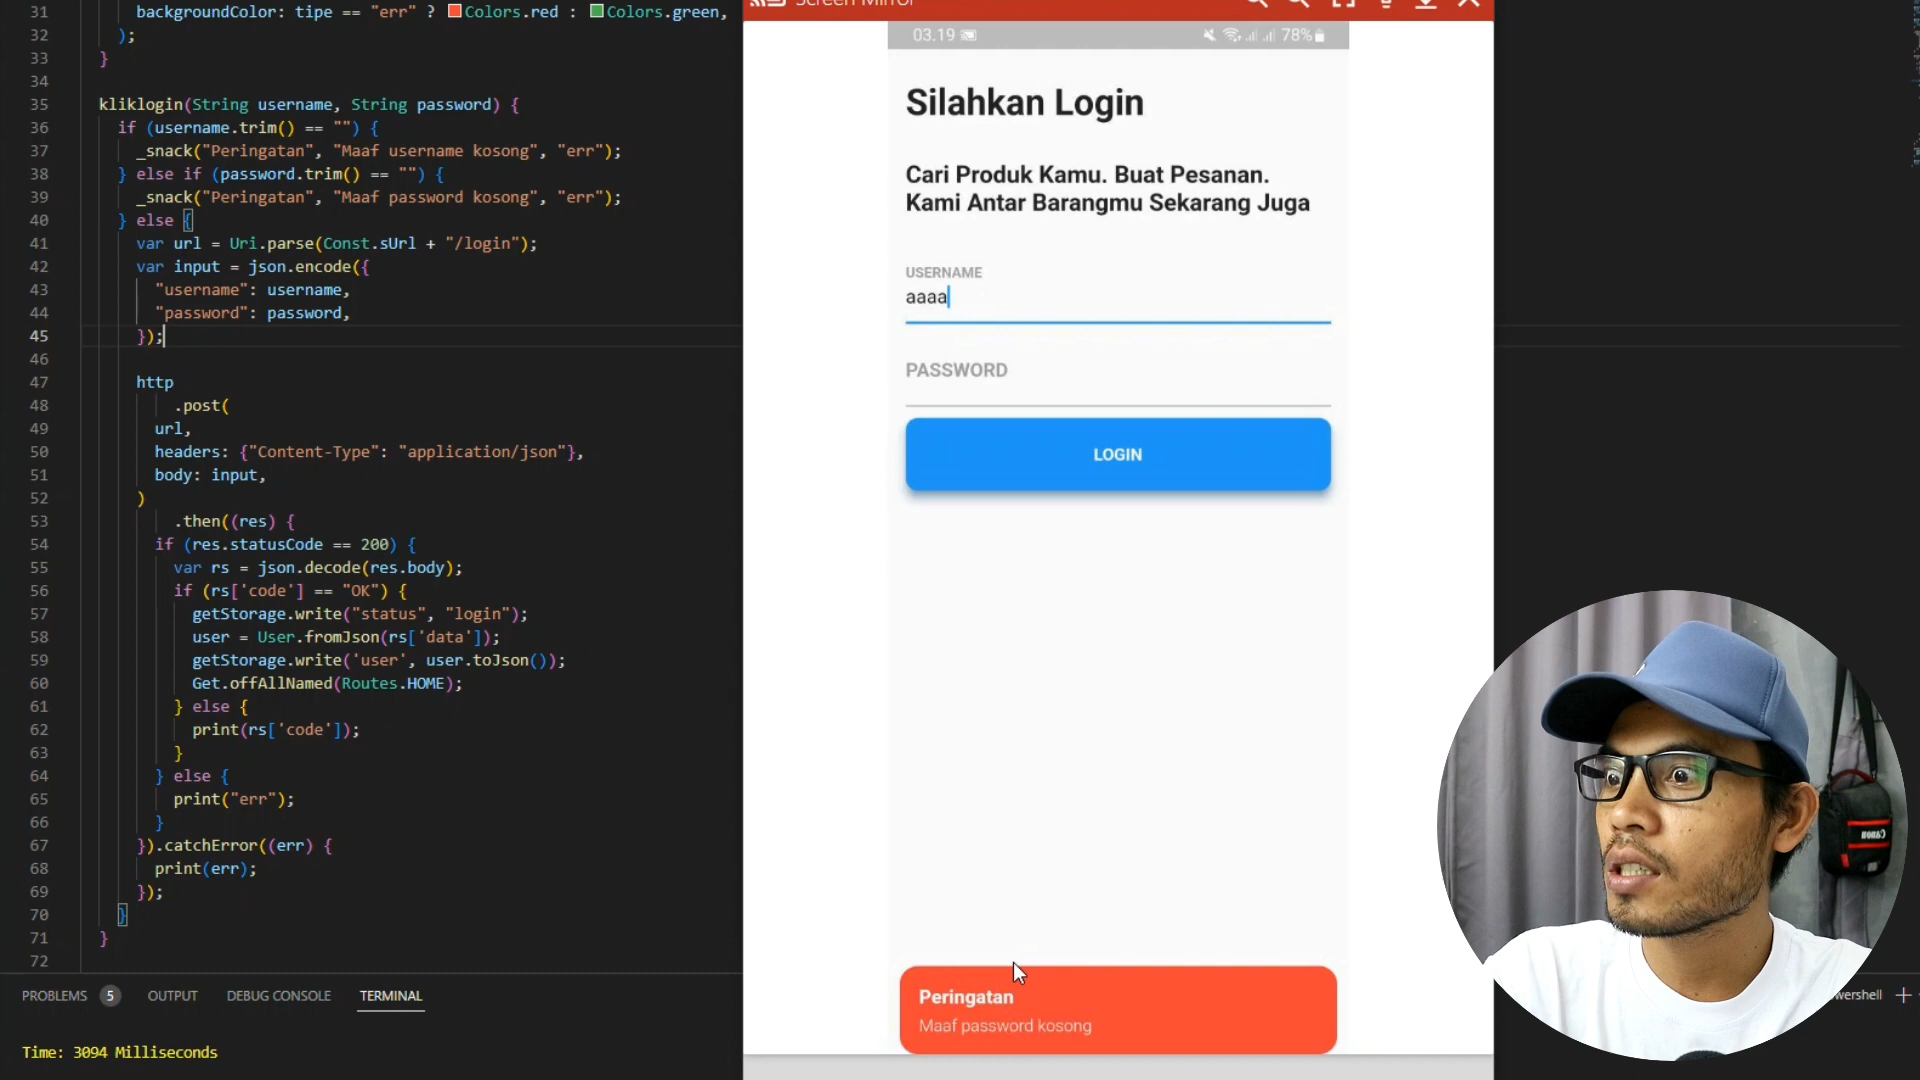 31 backgroundColor: tipe == "err" ? Colors.red : Colors.green,
32 );
33 }
34
35 kliklogin(String username, String password) {
36 if (username.trim() == "") {
37 _snack("Peringatan", "Maaf username kosong", "err");
38 } else if (password.trim() == "") {
39 _snack("Peringatan", "Maaf password kosong", "err");
40 } else {
41 var url = Uri.parse(Const.sUrl + "/login");
42 var input = json.encode({
43 "username": username,
44 "password": password,
45 });
46
47 http
48 .post(
49 url,
50 headers: {"Content-Type": "application/json"},
51 body: input,
52 )
53 .then((res) {
54 if (res.statusCode == 200) {
55 var rs = json.decode(res.body);
56 if (rs['code'] == "OK") {
57 getStorage.write("status", "login");
58 user = User.fromJson(rs['data']);
59 getStorage.write('user', user.toJson());
60 Get.offAllNamed(Routes.HOME);
61 } else {
62 print(rs['code']);
63 }
64 } else {
65 print("err");
66 }
67 }).catchError((err) {
68 print(err);
69 });
70 }
71 }
72
PROBLEMS 5 OUTPUT DEBUG CONSOLE TERMINAL
Time: 3094 Milliseconds
Screen Mirror
03.19 78%
Silahkan Login
Cari Produk Kamu. Buat Pesanan.
Kami Antar Barangmu Sekarang Juga
USERNAME
aaaa
PASSWORD
LOGIN
Peringatan
Maaf password kosong
Canon
wershell